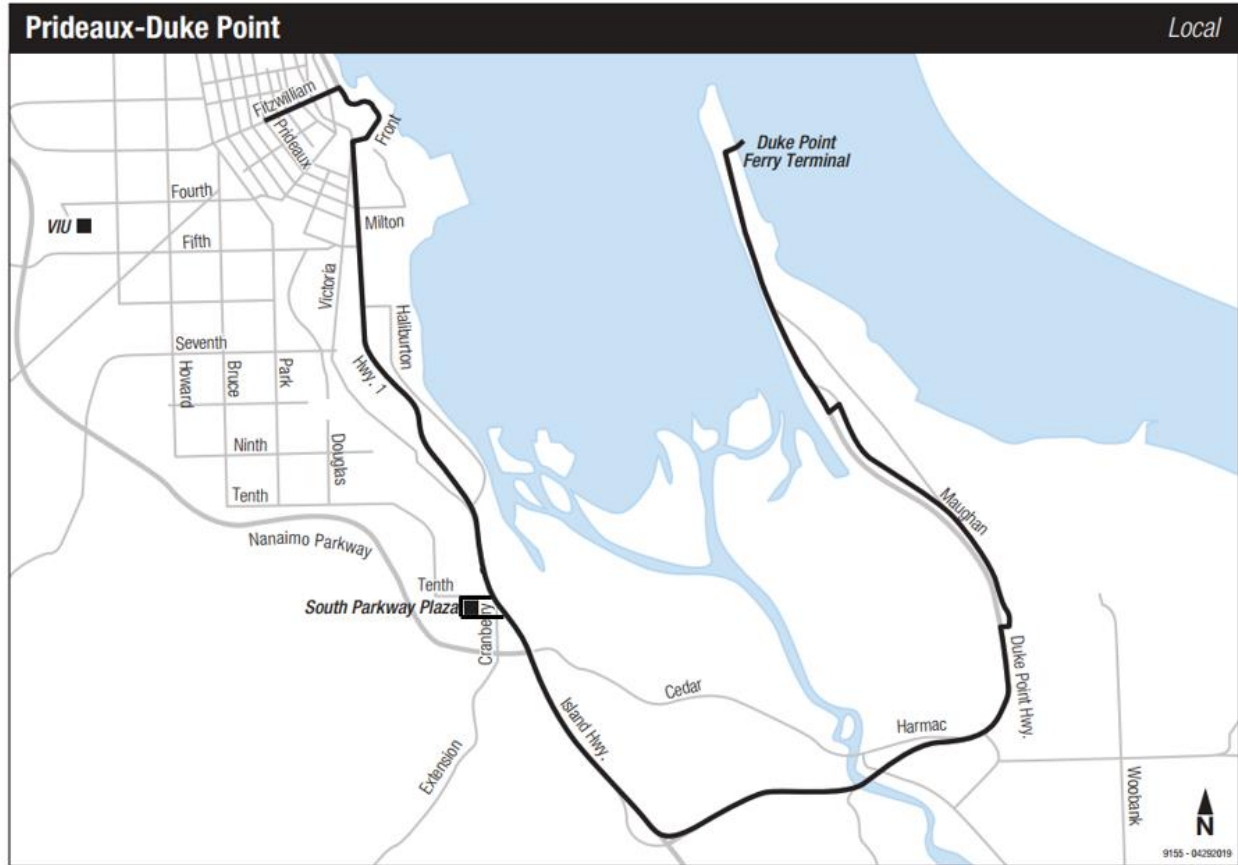 Prideaux-Duke Point
Local
Fitzwilliam
Prideaux
Front
Duke Point
Ferry Terminal
Fourth
VIU
Milton
Fifth
Victoria
Haliburton
Seventh
Howard
Bruce
Park
Hwy. 1
Ninth
Douglas
Tenth
Maughan
Nanaimo Parkway
Tenth
South Parkway Plaza
Cranberry
Duke Point Hwy.
Cedar
Island Hwy.
Harmac
Extension
Woobank
N
9155 - 04292019